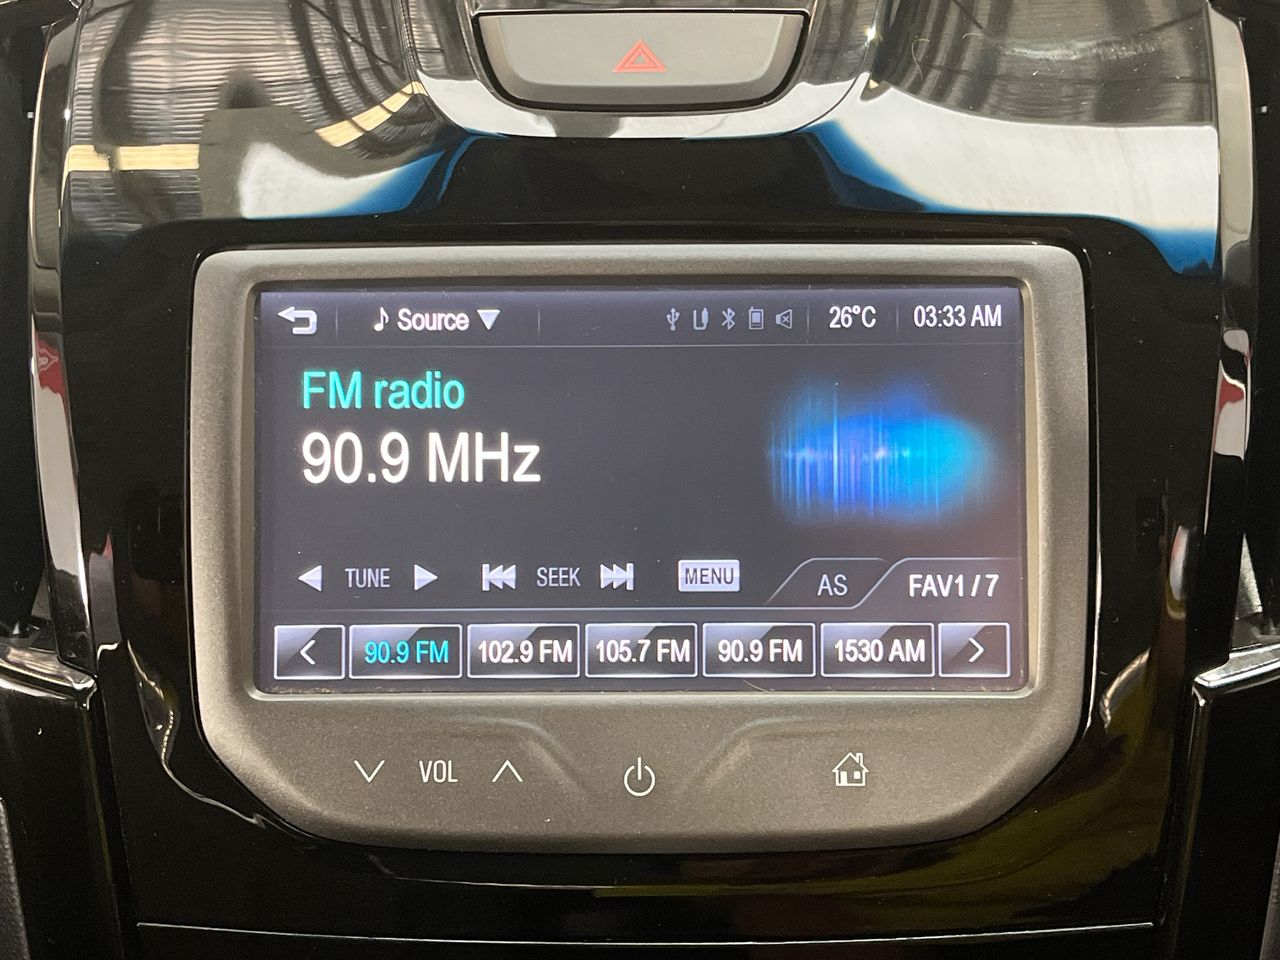 Source 26°C 03:33 AM
FM radio
90.9 MHz
TUNE SEEK MENU AS FAV1 / 7
90.9 FM 102.9 FM 105.7 FM 90.9 FM 1530 AM
VOL